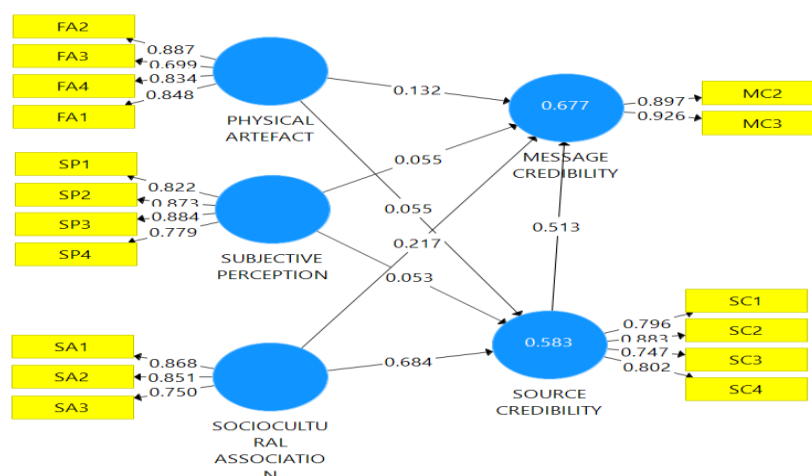 FA2
FA3
FA4
FA1
0.887
0.699
0.834
0.848
PHYSICAL
ARTEFACT
SP1
SP2
SP3
SP4
0.822
0.873
0.884
0.779
SUBJECTIVE
PERCEPTION
SA1
SA2
SA3
0.868
0.851
0.750
SOCIOCULTU
RAL
ASSOCIATIO
N
0.132
0.055
0.055
0.217
0.053
0.684
0.513
0.677
MESSAGE
CREDIBILITY
0.897
0.926
MC2
MC3
0.583
SOURCE
CREDIBILITY
0.796
0.883
0.747
0.802
SC1
SC2
SC3
SC4